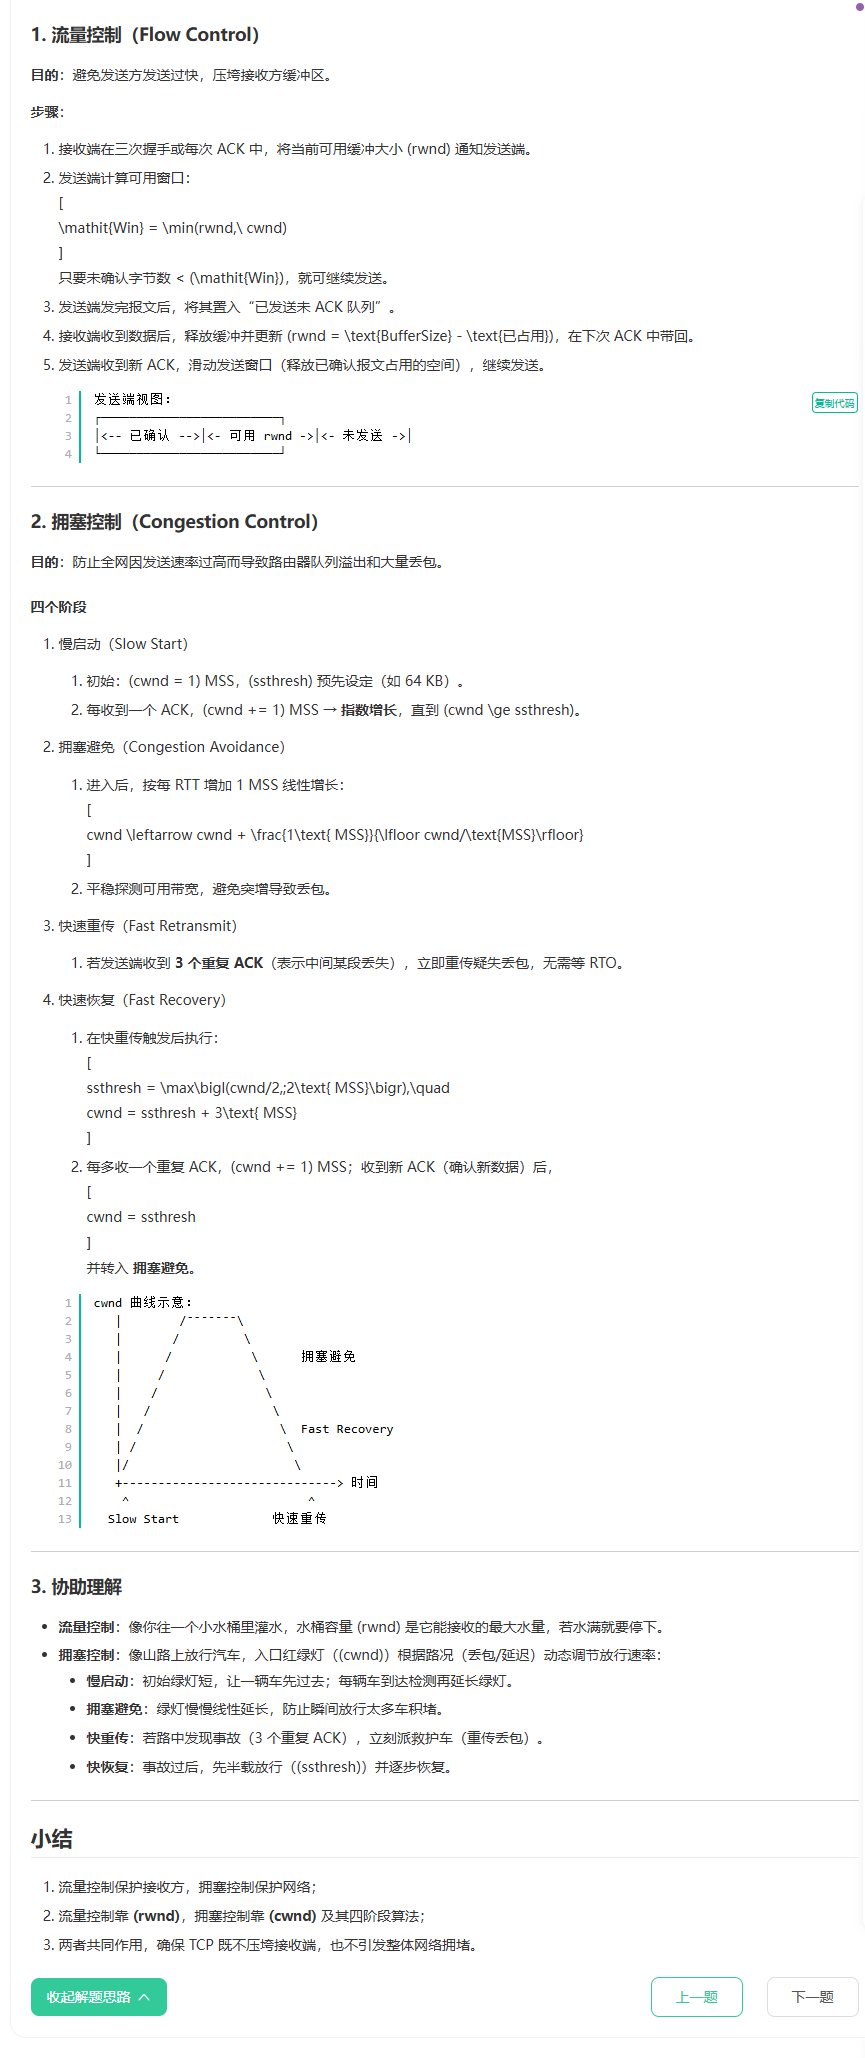 1. 流量控制（Flow Control）
目的：避免发送方发送过快，压垮接收方缓冲区。
步骤：
1. 接收端在三次握手或每次 ACK 中，将当前可用缓冲大小 (rwnd) 通知发送端。
2. 发送端计算可用窗口：
[
\mathit{Win} = \min(rwnd,\ cwnd)
]
只要未确认字节数 < (\mathit{Win})，就可继续发送。
3. 发送端发完报文后，将其置入“已发送未 ACK 队列”。
4. 接收端收到数据后，释放缓冲并更新 (rwnd = \text{BufferSize} - \text{已占用})，在下次 ACK 中带回。
5. 发送端收到新 ACK，滑动发送窗口（释放已确认报文占用的空间），继续发送。
1 发送端视图：
复制代码
2 ┌─────────────────────────┐
3 |<-- 已确认 -->|<- 可用 rwnd ->|<- 未发送 ->|
4 └─────────────────────────┘
2. 拥塞控制（Congestion Control）
目的：防止全网因发送速率过高而导致路由器队列溢出和大量丢包。
四个阶段
1. 慢启动（Slow Start）
1. 初始：(cwnd = 1) MSS，(ssthresh) 预先设定（如 64 KB）。
2. 每收到一个 ACK，(cwnd += 1) MSS → 指数增长，直到 (cwnd \ge ssthresh)。
2. 拥塞避免（Congestion Avoidance）
1. 进入后，按每 RTT 增加 1 MSS 线性增长：
[
cwnd \leftarrow cwnd + \frac{1\text{ MSS}}{\lfloor cwnd/\text{MSS}\rfloor}
]
2. 平稳探测可用带宽，避免突增导致丢包。
3. 快速重传（Fast Retransmit）
1. 若发送端收到 3 个重复 ACK（表示中间某段丢失），立即重传疑失丢包，无需等 RTO。
4. 快速恢复（Fast Recovery）
1. 在快重传触发后执行：
[
ssthresh = \max\bigl(cwnd/2,;2\text{ MSS}\bigr),\quad
cwnd = ssthresh + 3\text{ MSS}
]
2. 每多收一个重复 ACK，(cwnd += 1) MSS；收到新 ACK（确认新数据）后，
[
cwnd = ssthresh
]
并转入 拥塞避免。
1 cwnd 曲线示意：
2    |        /-------\
3    |       /         \
4    |      /           \      拥塞避免
5    |     /             \
6    |    /               \
7    |   /                 \
8    |  /                   \  Fast Recovery
9    | /                     \
10    |/                       \
11    +------------------------------> 时间
12     ^                         ^
13   Slow Start             快速重传
3. 协助理解
• 流量控制：像你往一个小水桶里灌水，水桶容量 (rwnd) 是它能接收的最大水量，若水满就要停下。
• 拥塞控制：像山路上放行汽车，入口红绿灯（(cwnd)）根据路况（丢包/延迟）动态调节放行速率：
• 慢启动：初始绿灯短，让一辆车先过去；每辆车到达检测再延长绿灯。
• 拥塞避免：绿灯慢慢线性延长，防止瞬间放行太多车积堵。
• 快重传：若路中发现事故（3 个重复 ACK），立刻派救护车（重传丢包）。
• 快恢复：事故过后，先半载放行（(ssthresh)）并逐步恢复。
小结
1. 流量控制保护接收方，拥塞控制保护网络；
2. 流量控制靠 (rwnd)，拥塞控制靠 (cwnd) 及其四阶段算法；
3. 两者共同作用，确保 TCP 既不压垮接收端，也不引发整体网络拥堵。
收起解题思路
上一题
下一题